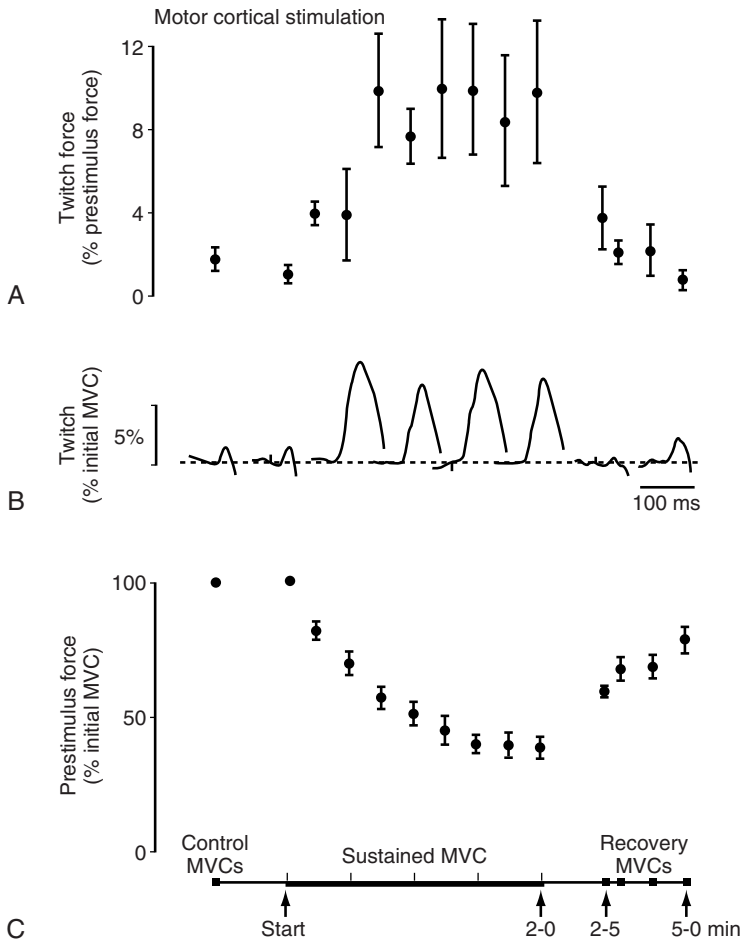 Motor cortical stimulation
12
8
4
0
Twitch force
(% prestimulus force)
A
5%
Twitch
(% initial MVC)
100 ms
B
100
50
0
Prestimulus force
(% initial MVC)
Control
MVCs
Sustained MVC
Recovery
MVCs
C
Start
2-0
2-5
5-0 min